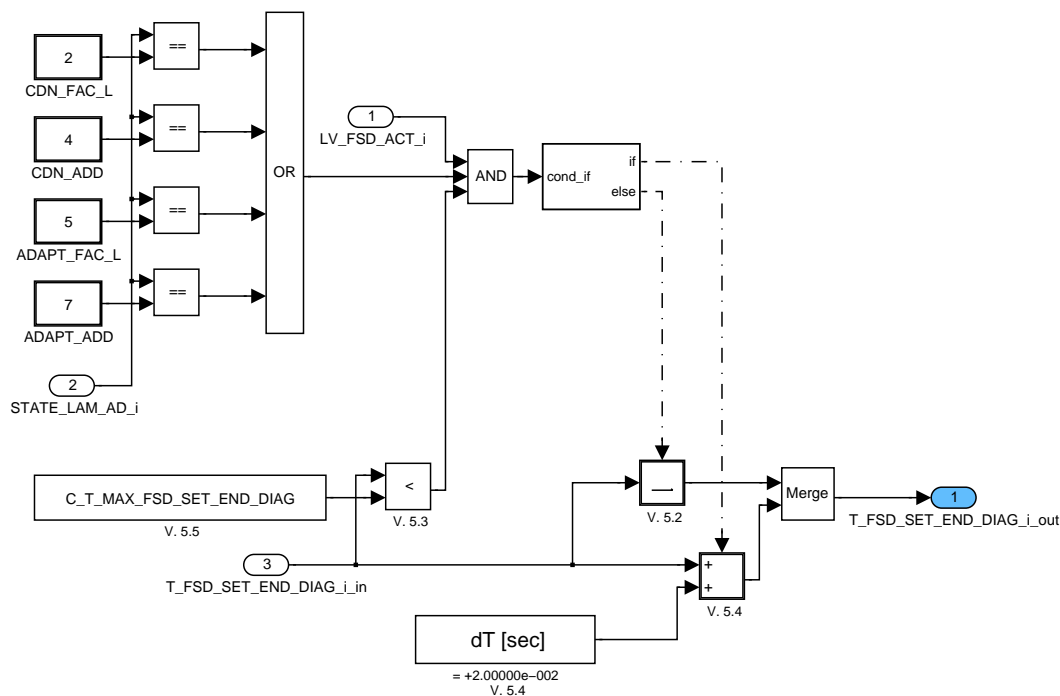 2
CDN_FAC_L
==
4
CDN_ADD
==
5
ADAPT_FAC_L
==
7
ADAPT_ADD
==
OR
1
LV_FSD_ACT_i
AND
cond_if
if
else
2
STATE_LAM_AD_i
C_T_MAX_FSD_SET_END_DIAG
V. 5.5
<
V. 5.3
3
T_FSD_SET_END_DIAG_i_in
V. 5.2
Merge
1
T_FSD_SET_END_DIAG_i_out
+
+
V. 5.4
dT [sec]
= +2.00000e−002
V. 5.4